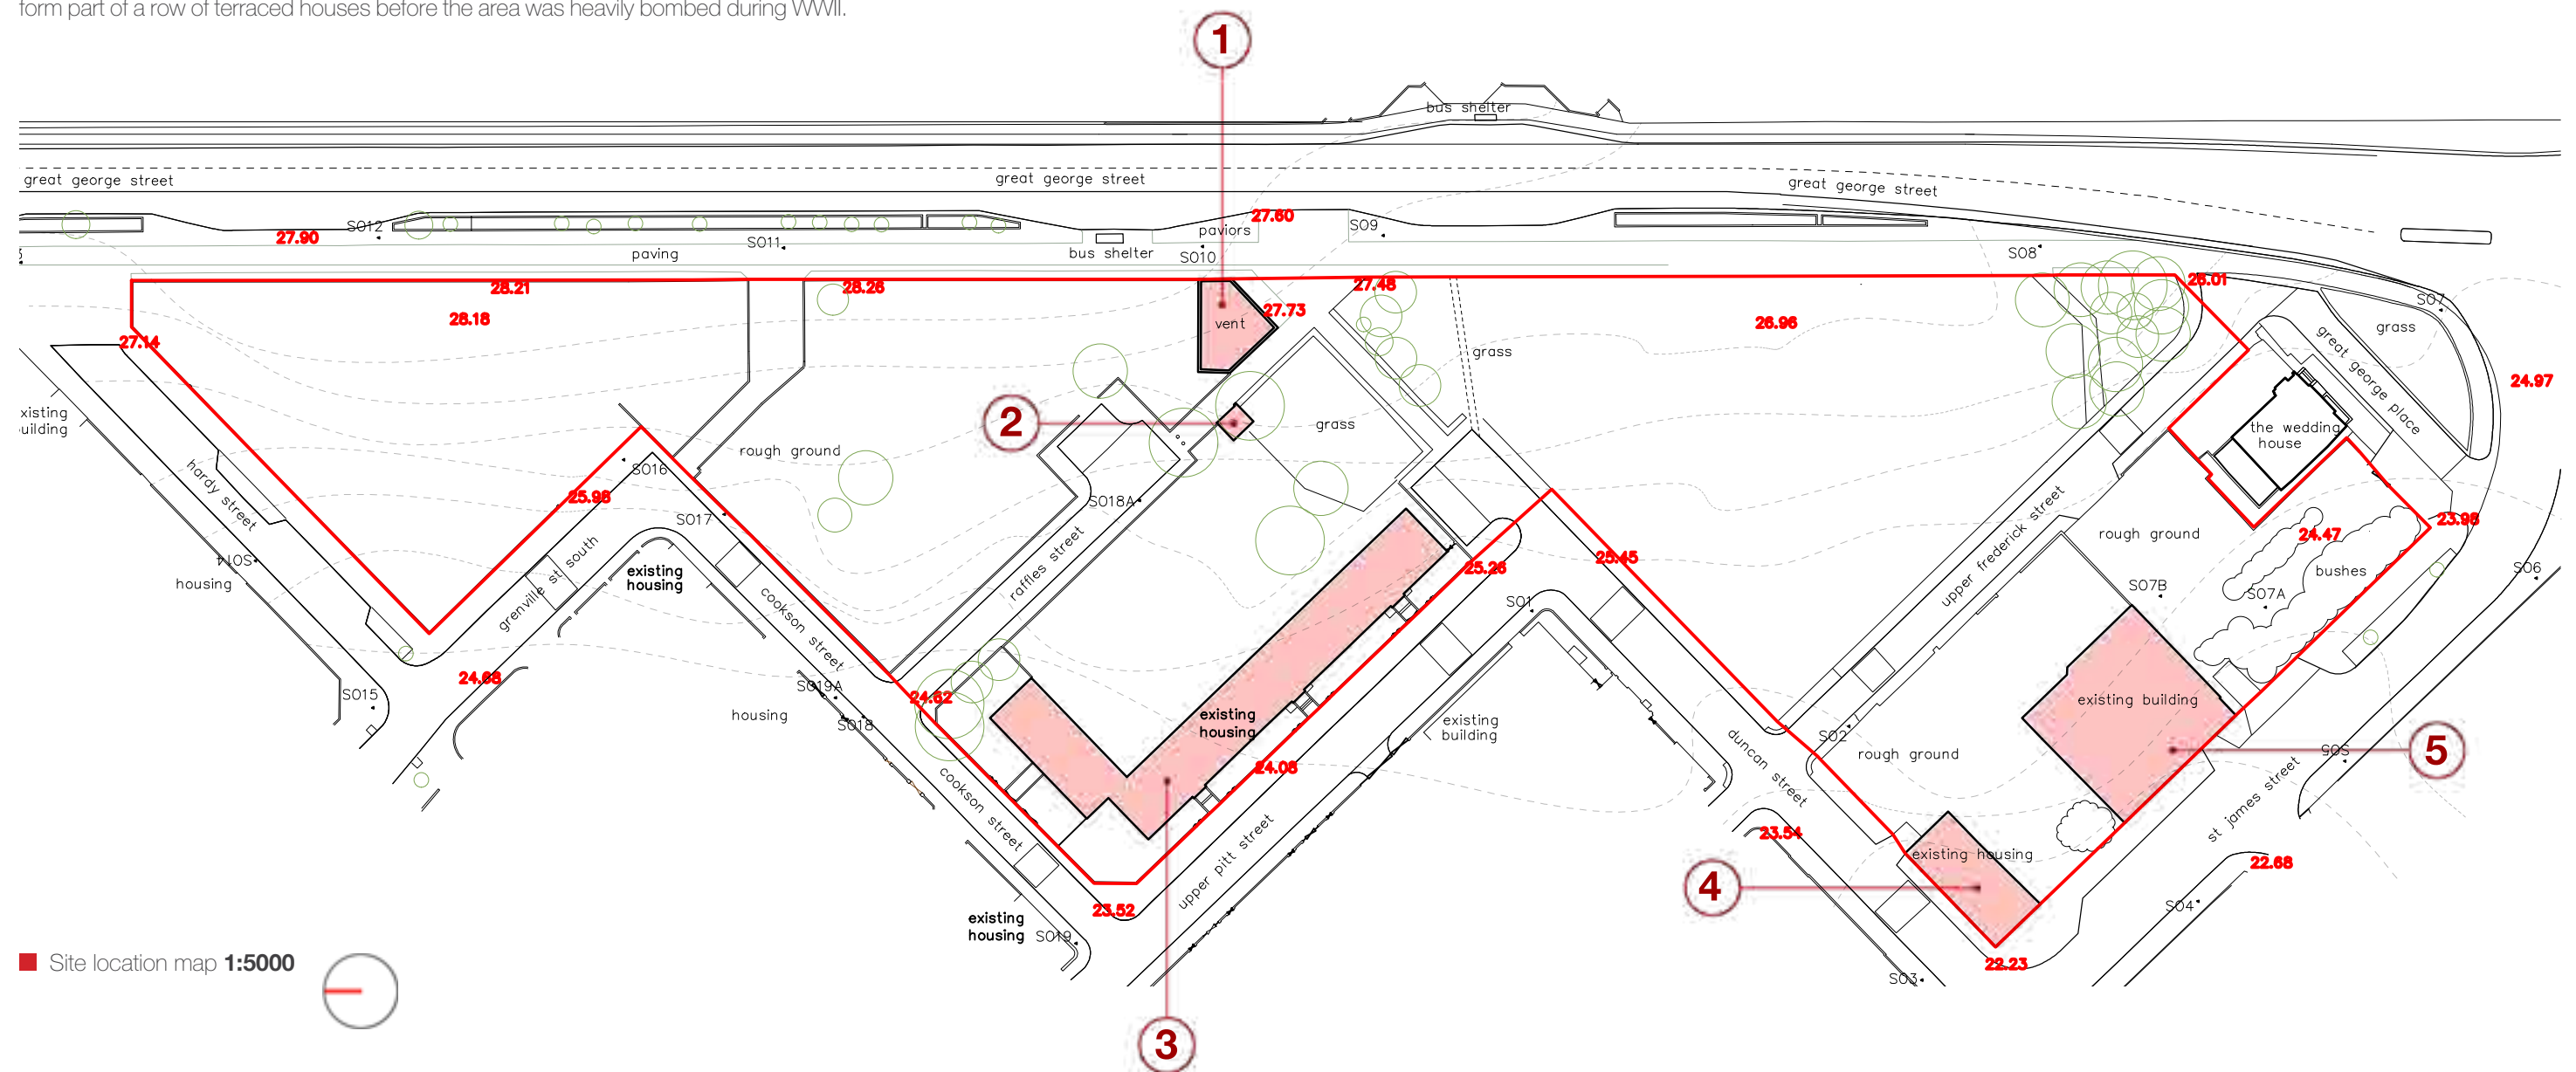 form part of a row of terraced houses before the area was heavily bombed during WWII.
1
bus shelter
great george street
great george street
great george street
27.90
S012
S011
paving
bus shelter
paviors
27.60
S010
S09
S08
28.21
28.26
27.48
26.01
S07
28.18
27.14
vent
27.73
26.96
grass
grass
great george place
24.97
xisting
uilding
2
grass
the wedding
house
rough ground
hardy street
S016
25.98
S017
S018A
raffles street
upper frederick street
rough ground
23.98
24.47
bushes
S06
S014
housing
grenville st south
existing
housing
cookson street
25.26
25.45
S01
S07B
S07A
24.68
S015
S019A
housing
S018
24.62
existing
housing
existing
building
existing building
duncan street
S02
rough ground
S05
5
24.08
st james street
cookson street
upper pitt street
23.54
existing housing
22.68
4
23.52
existing
housing
S019
S04
22.23
S03
Site location map 1:5000
3